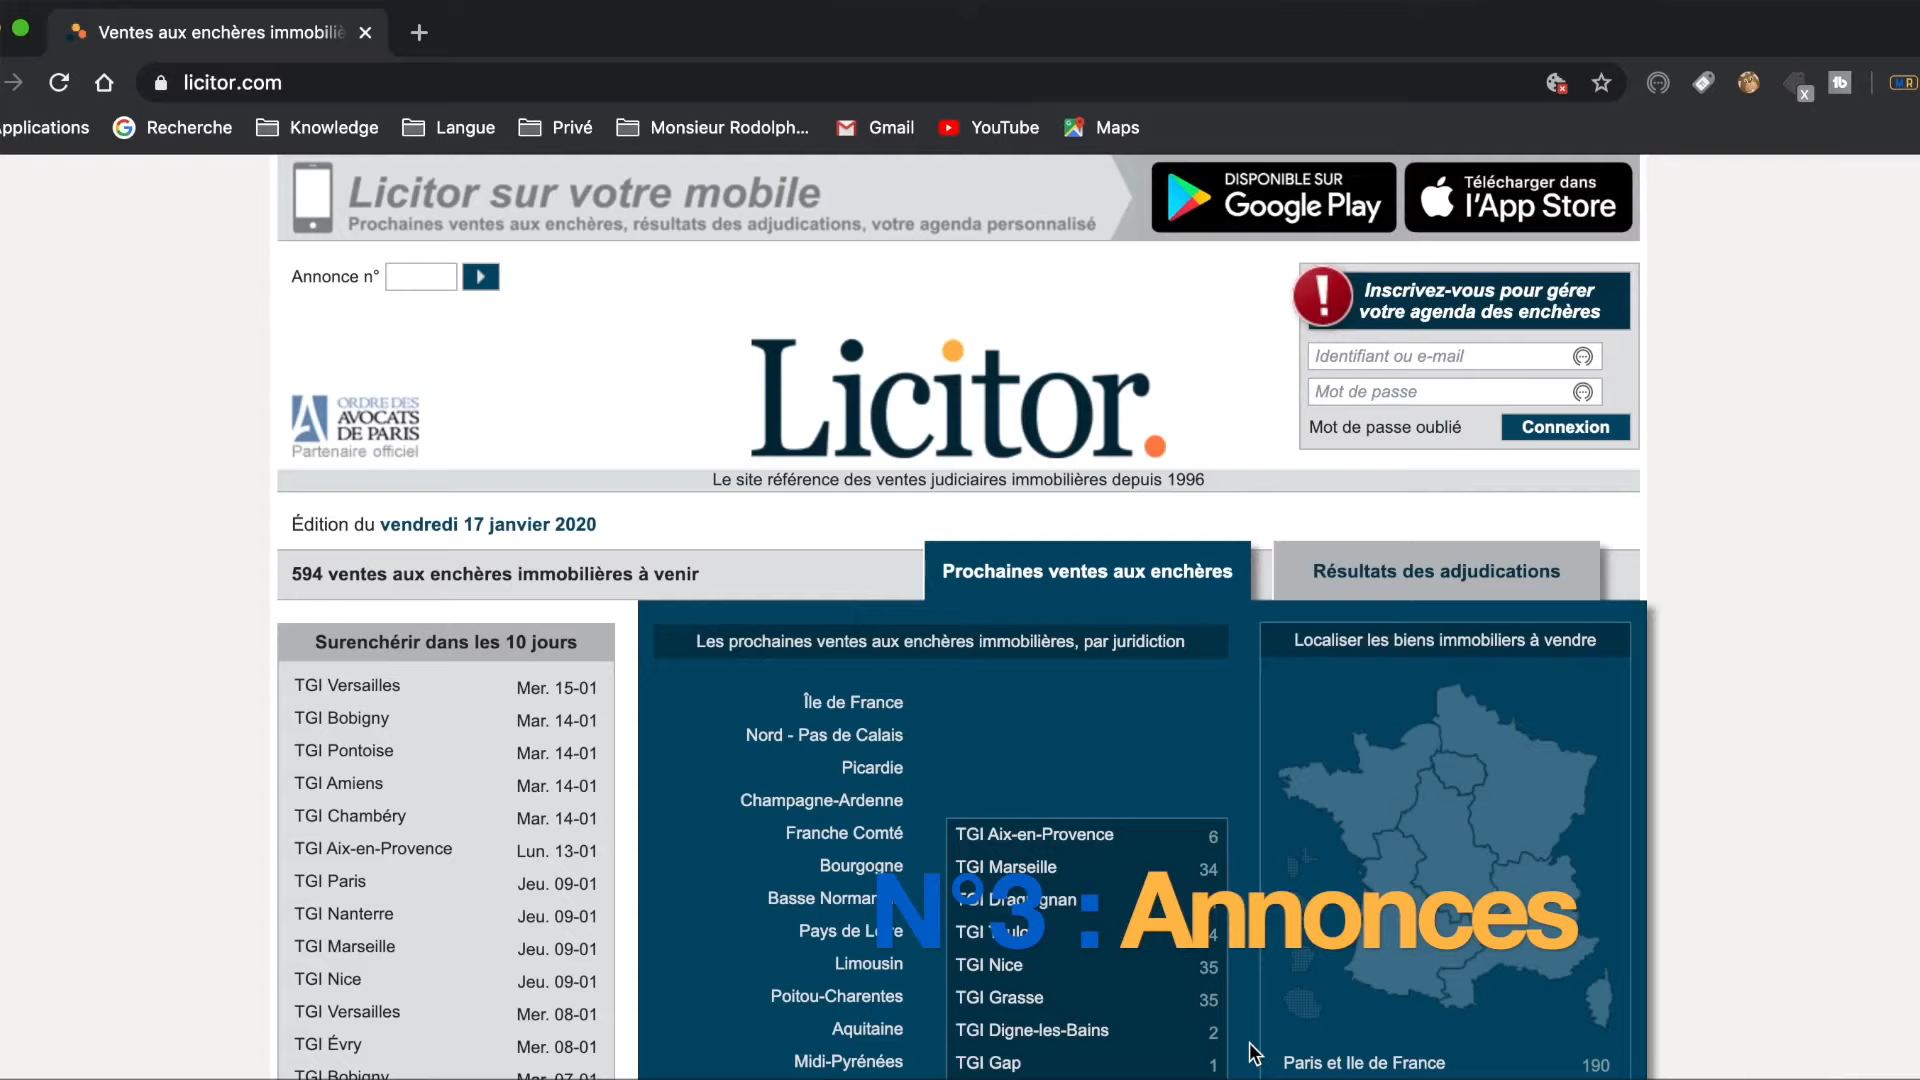 Ventes aux enchères immobiliè
licitor.com
pplications
Recherche
Knowledge
Langue
Privé
Monsieur Rodolph...
Gmail
YouTube
Maps
Licitor sur votre mobile
Prochaines ventes aux enchères, résultats des adjudications, votre agenda personnalisé
DISPONIBLE SUR
Google Play
Télécharger dans
l'App Store
Annonce n°
Inscrivez-vous pour gérer
votre agenda des enchères
Identifiant ou e-mail
Mot de passe
Mot de passe oublié
Connexion
ORDRE DES
AVOCATS
DE PARIS
Partenaire officiel
Licitor.
Le site référence des ventes judiciaires immobilières depuis 1996
Édition du vendredi 17 janvier 2020
594 ventes aux enchères immobilières à venir
Prochaines ventes aux enchères
Résultats des adjudications
Surenchérir dans les 10 jours
TGI Versailles Mer. 15-01
TGI Bobigny Mar. 14-01
TGI Pontoise Mar. 14-01
TGI Amiens Mar. 14-01
TGI Chambéry Mar. 14-01
TGI Aix-en-Provence Lun. 13-01
TGI Paris Jeu. 09-01
TGI Nanterre Jeu. 09-01
TGI Marseille Jeu. 09-01
TGI Nice Jeu. 09-01
TGI Versailles Mer. 08-01
TGI Évry Mer. 08-01
TGI Bobigny Mar. 07-01
Les prochaines ventes aux enchères immobilières, par juridiction
Île de France
Nord - Pas de Calais
Picardie
Champagne-Ardenne
Franche Comté
Bourgogne
Basse
Pays de
Limousin
Poitou-Charentes
Aquitaine
Midi-Pyrénées
TGI Aix-en-Provence 6
TGI Marseille 34
TGI
TGI 4
TGI Nice 35
TGI Grasse 35
TGI Digne-les-Bains 2
TGI Gap 1
N°3 : Annonces
Localiser les biens immobiliers à vendre
Paris et Ile de France 190